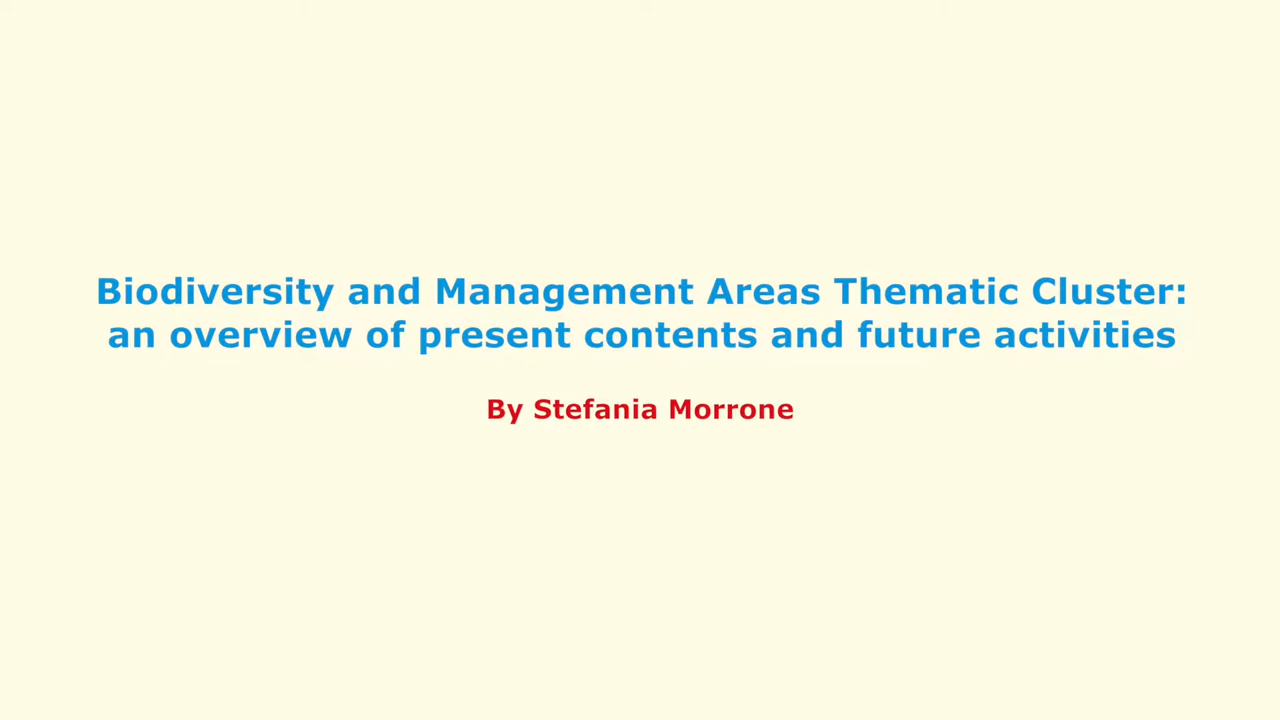 Biodiversity and Management Areas Thematic Cluster:
an overview of present contents and future activities
By Stefania Morrone